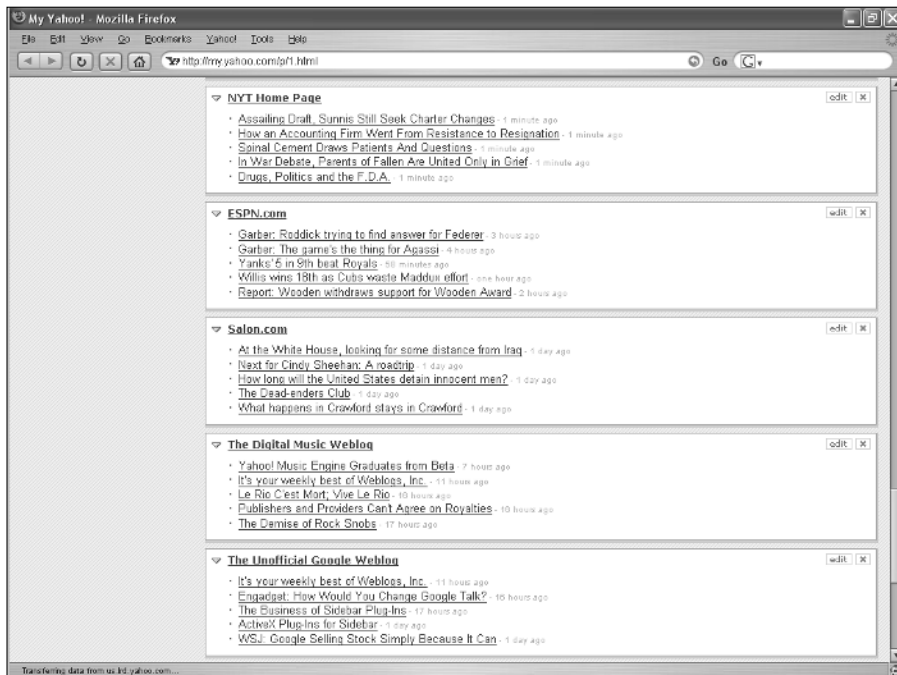 My Yahoo! - Mozilla Firefox
File Edit View Go Bookmarks Yahoo! Tools Help
http://my.yahoo.com/p/1.html Go G
NYT Home Page edit
Assailing Draft, Sunnis Still Seek Charter Changes - 1 minute ago
How an Accounting Firm Went From Resistance to Resignation - 1 minute ago
Spinal Cement Draws Patients And Questions - 1 minute ago
In War Debate, Parents of Fallen Are United Only in Grief - 1 minute ago
Drugs, Politics and the F.D.A. - 1 minute ago
ESPN.com edit
Garber: Roddick trying to find answer for Federer - 3 hours ago
Garber: The game's the thing for Agassi - 4 hours ago
Yanks' 5 in 9th beat Royals - 58 minutes ago
Willis wins 18th as Cubs waste Maddux effort - one hour ago
Report: Wooden withdraws support for Wooden Award - 2 hours ago
Salon.com edit
At the White House, looking for some distance from Iraq - 1 day ago
Next for Cindy Sheehan: A roadtrip - 1 day ago
How long will the United States detain innocent men? - 1 day ago
The Dead-enders Club - 1 day ago
What happens in Crawford stays in Crawford - 1 day ago
The Digital Music Weblog edit
Yahoo! Music Engine Graduates from Beta - 7 hours ago
It's your weekly best of Weblogs, Inc. - 11 hours ago
Le Rio C'est Mort; Vive Le Rio - 16 hours ago
Publishers and Providers Can't Agree on Royalties - 16 hours ago
The Demise of Rock Snobs - 17 hours ago
The Unofficial Google Weblog edit
It's your weekly best of Weblogs, Inc. - 11 hours ago
Engadget: How Would You Change Google Talk? - 16 hours ago
The Business of Sidebar Plug-Ins - 17 hours ago
ActiveX Plug-Ins for Sidebar - 1 day ago
WSJ: Google Selling Stock Simply Because It Can - 1 day ago
Transferring data from us.lrd.yahoo.com...